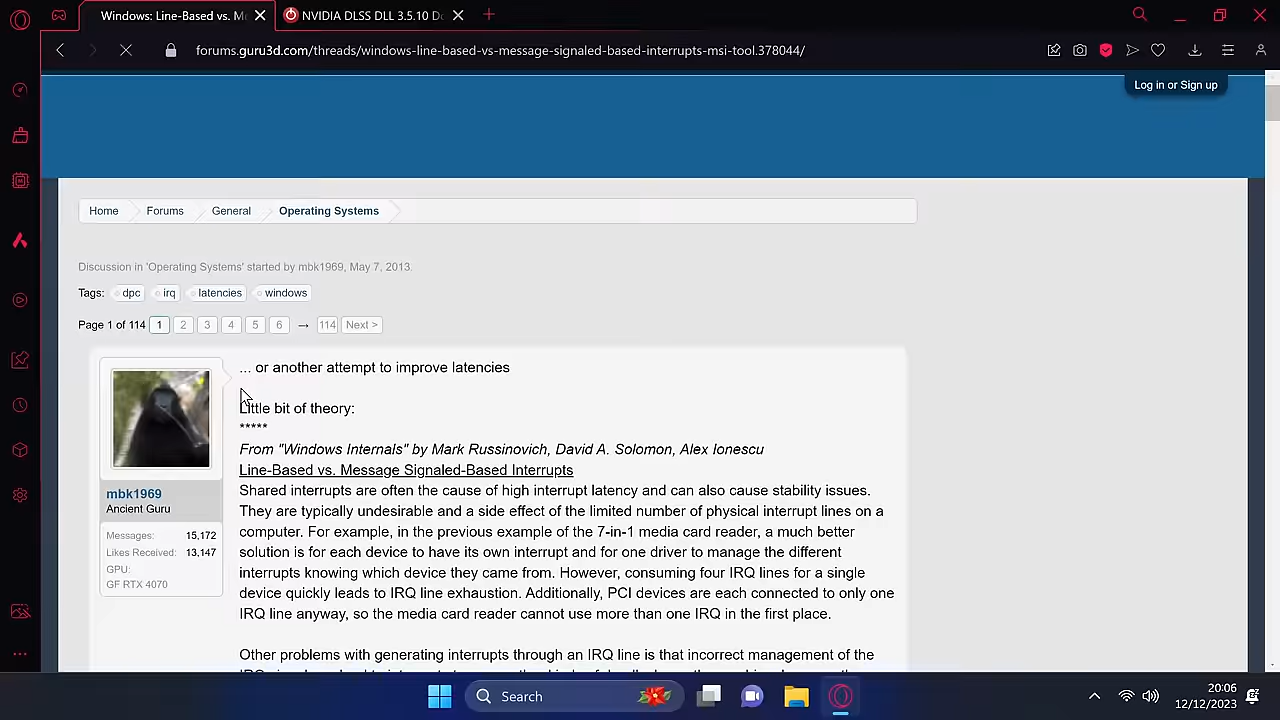 Windows: Line-Based vs. Me
NVIDIA DLSS DLL 3.5.10 Do
forums.guru3d.com/threads/windows-line-based-vs-message-signaled-based-interrupts-msi-tool.378044/
Log in or Sign up
Home
Forums
General
Operating Systems
Discussion in 'Operating Systems' started by mbk1969, May 7, 2013.
Tags: dpc irq latencies windows
Page 1 of 114 1 2 3 4 5 6 → 114 Next >
... or another attempt to improve latencies
Little bit of theory:
*****
From "Windows Internals" by Mark Russinovich, David A. Solomon, Alex Ionescu
Line-Based vs. Message Signaled-Based Interrupts
Shared interrupts are often the cause of high interrupt latency and can also cause stability issues.
They are typically undesirable and a side effect of the limited number of physical interrupt lines on a
computer. For example, in the previous example of the 7-in-1 media card reader, a much better
solution is for each device to have its own interrupt and for one driver to manage the different
interrupts knowing which device they came from. However, consuming four IRQ lines for a single
device quickly leads to IRQ line exhaustion. Additionally, PCI devices are each connected to only one
IRQ line anyway, so the media card reader cannot use more than one IRQ in the first place.
Other problems with generating interrupts through an IRQ line is that incorrect management of the
mbk1969
Ancient Guru
Messages: 15,172
Likes Received: 13,147
GPU:
GF RTX 4070
Search
20:06
12/12/2023